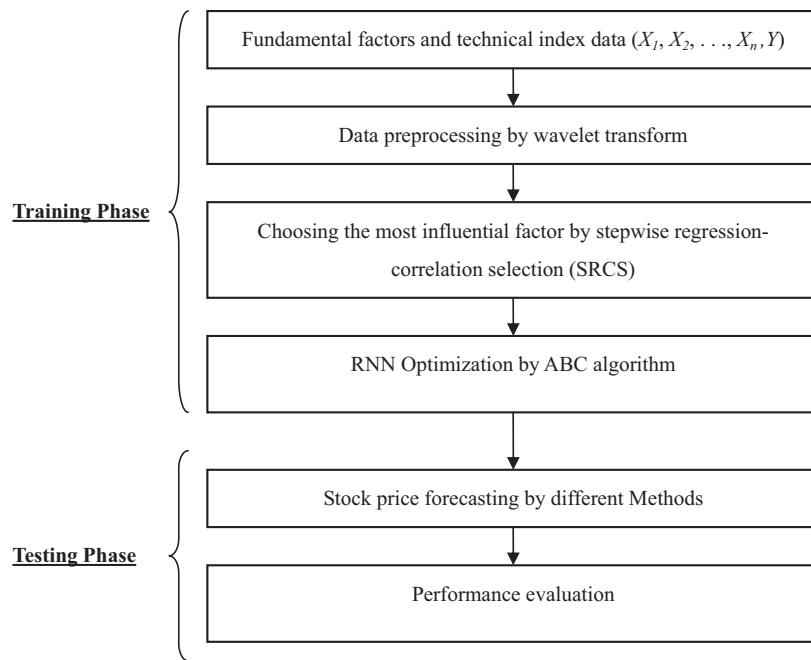 Fundamental factors and technical index data (X1, X2, . . ., Xn,Y)
Data preprocessing by wavelet transform
Training Phase
Choosing the most influential factor by stepwise regression-
correlation selection (SRCS)
RNN Optimization by ABC algorithm
Stock price forecasting by different Methods
Testing Phase
Performance evaluation